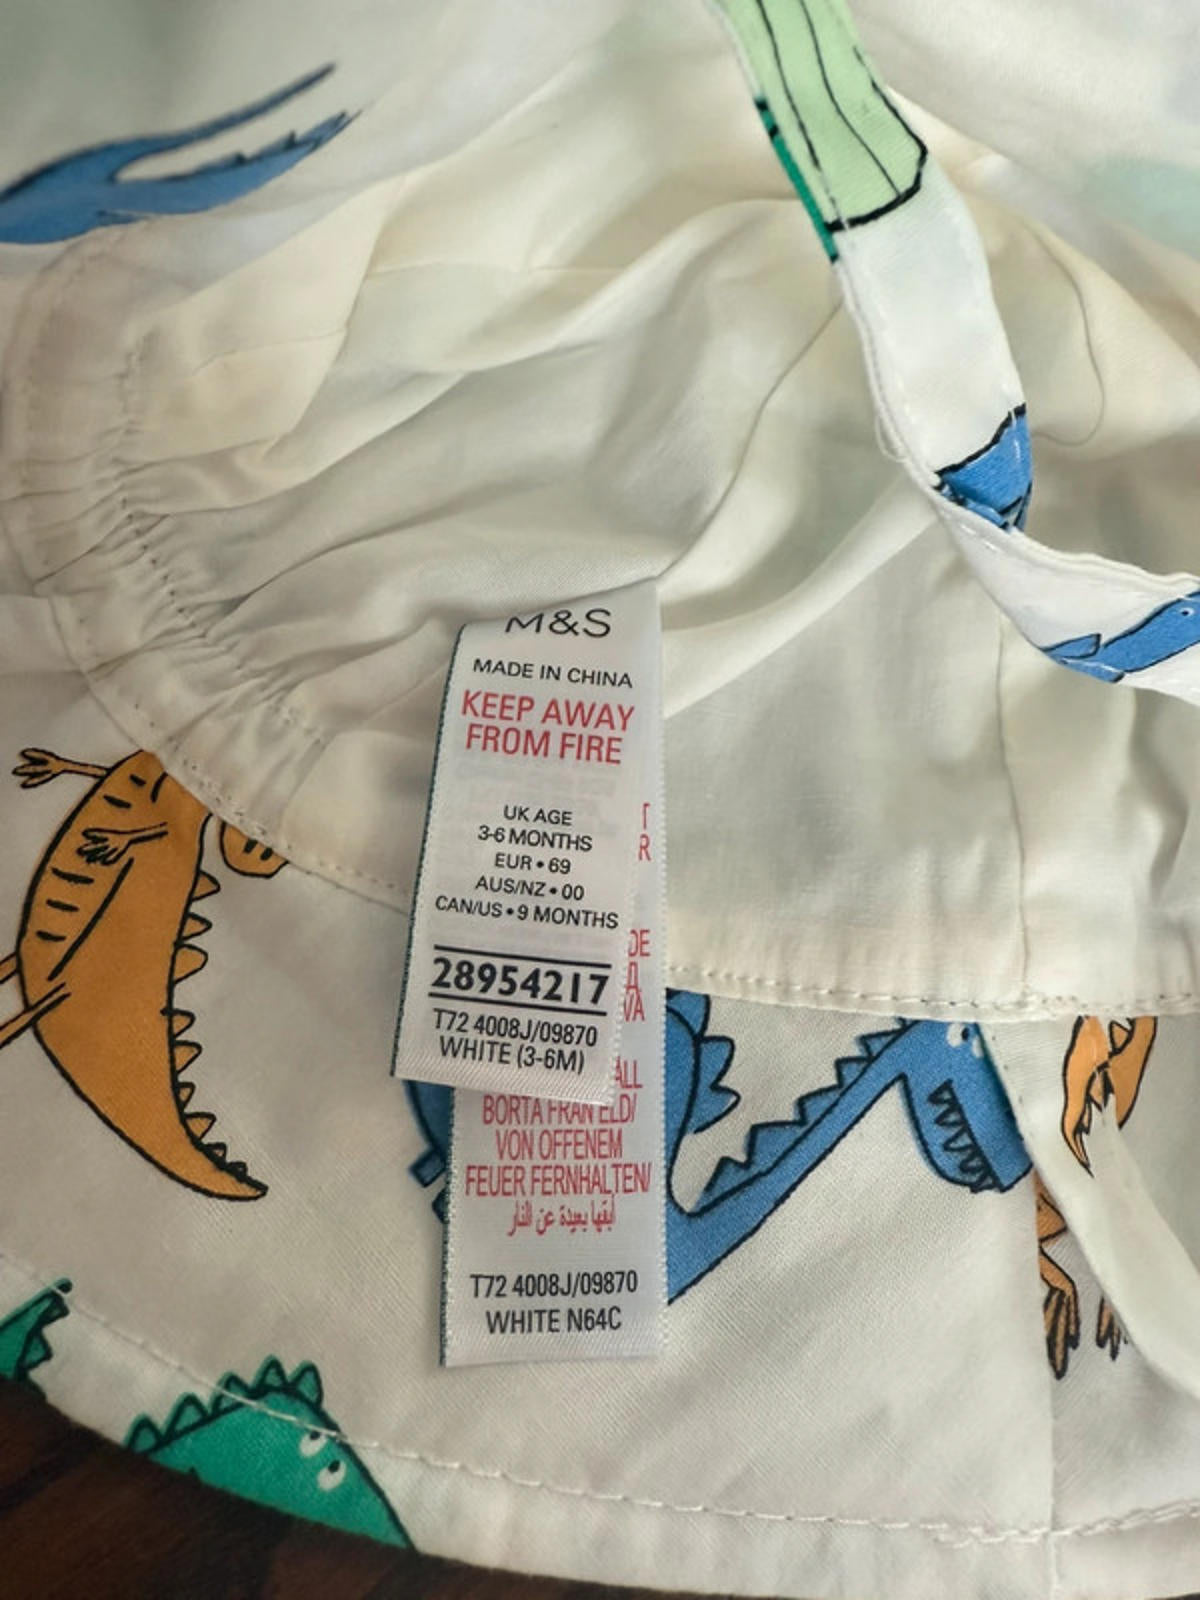 M&S
MADE IN CHINA
KEEP AWAY
FROM FIRE
UK AGE
3-6 MONTHS
EUR • 69
AUS/NZ • 00
CAN/US • 9 MONTHS
28954217
T72 4008J/09870
WHITE (3-6M)
BORTA FRÅN ELD/
VON OFFENEM
FEUER FERNHALTEN/
أبقها بعيدة عن النار
T72 4008J/09870
WHITE N64C